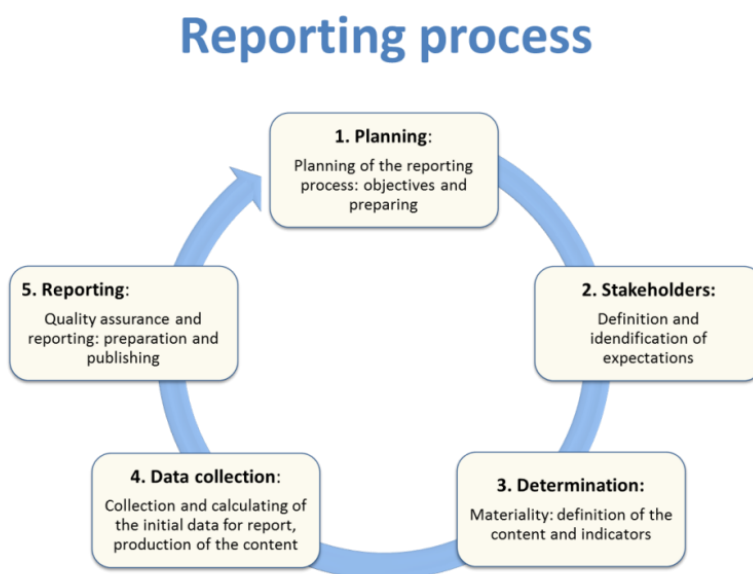 Reporting process
1. Planning:
Planning of the reporting
process: objectives and
preparing
2. Stakeholders:
Definition and
idendification of
expectations
3. Determination:
Materiality: definition of the
content and indicators
4. Data collection:
Collection and calculating of
the initial data for report,
production of the content
5. Reporting:
Quality assurance and
reporting: preparation and
publishing